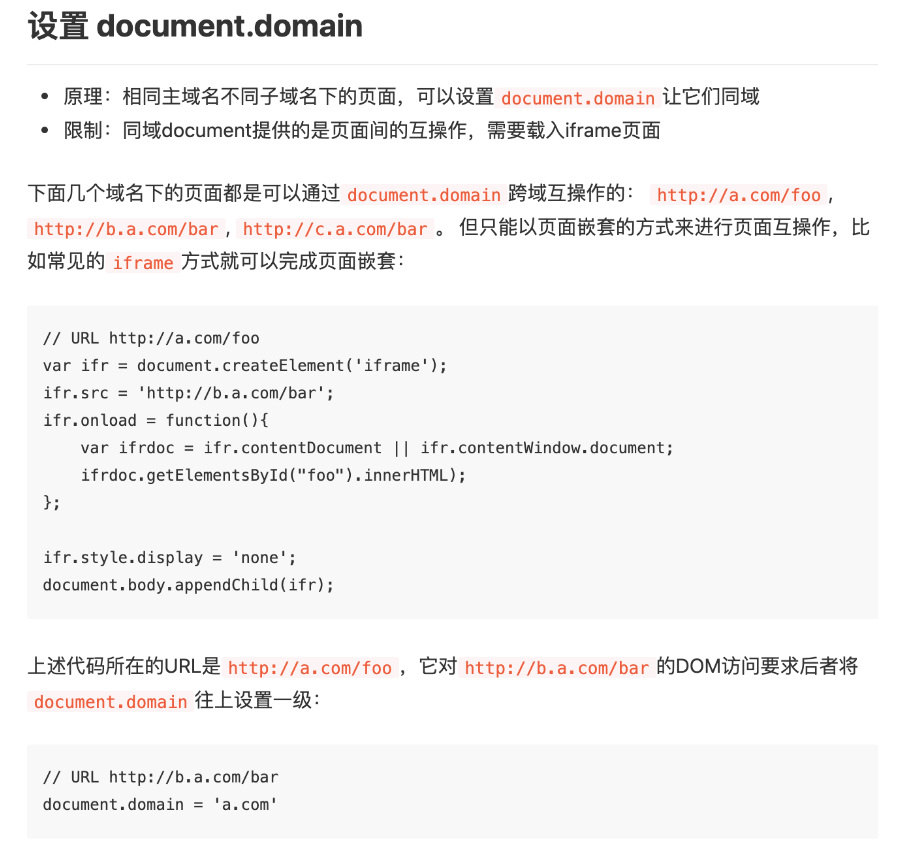 设置 document.domain
原理：相同主域名不同子域名下的页面，可以设置 document.domain 让它们同域
限制：同域document提供的是页面间的互操作，需要载入iframe页面
下面几个域名下的页面都是可以通过 document.domain 跨域互操作的： http://a.com/foo ,
http://b.a.com/bar , http://c.a.com/bar 。 但只能以页面嵌套的方式来进行页面互操作，比
如常见的 iframe 方式就可以完成页面嵌套：
// URL http://a.com/foo
var ifr = document.createElement('iframe');
ifr.src = 'http://b.a.com/bar';
ifr.onload = function(){
    var ifrdoc = ifr.contentDocument || ifr.contentWindow.document;
    ifrdoc.getElementsById("foo").innerHTML);
};
ifr.style.display = 'none';
document.body.appendChild(ifr);
上述代码所在的URL是 http://a.com/foo ，它对 http://b.a.com/bar 的DOM访问要求后者将
document.domain 往上设置一级：
// URL http://b.a.com/bar
document.domain = 'a.com'